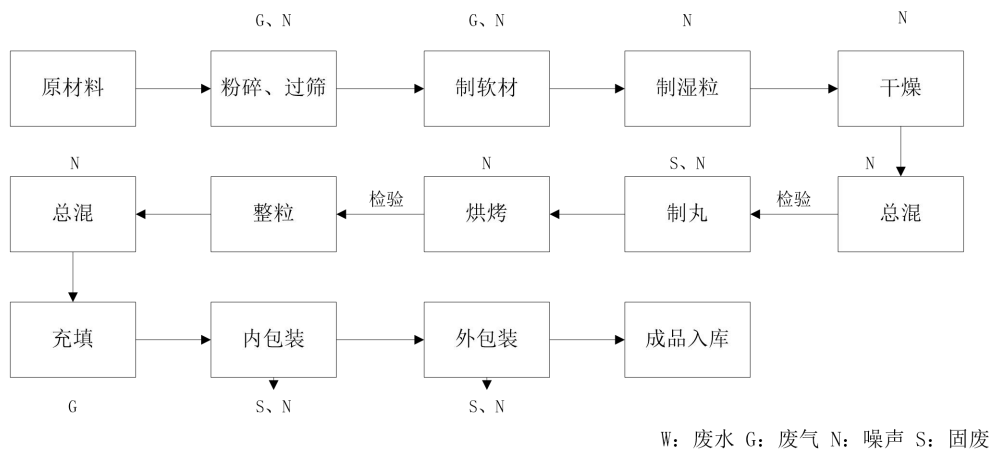 G、N
G、N
N
N
原材料
粉碎、过筛
制软材
制湿粒
干燥
N
N
S、N
N
总混
整粒
检验
烘烤
制丸
检验
总混
充填
内包装
外包装
成品入库
G
S、N
S、N
W：废水 G：废气 N：噪声 S：固废